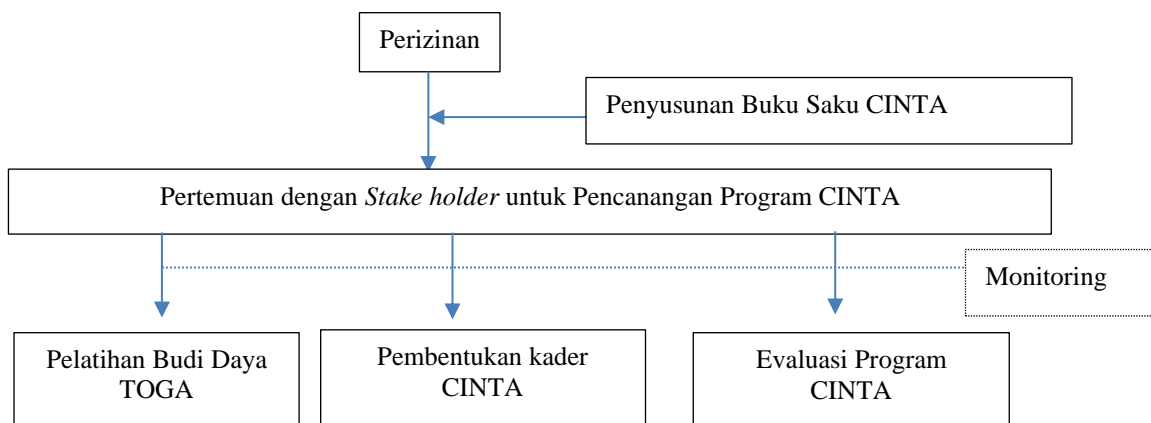 Perizinan
Penyusunan Buku Saku CINTA
Pertemuan dengan Stake holder untuk Pencanangan Program CINTA
Monitoring
Pelatihan Budi Daya
TOGA
Pembentukan kader
CINTA
Evaluasi Program
CINTA